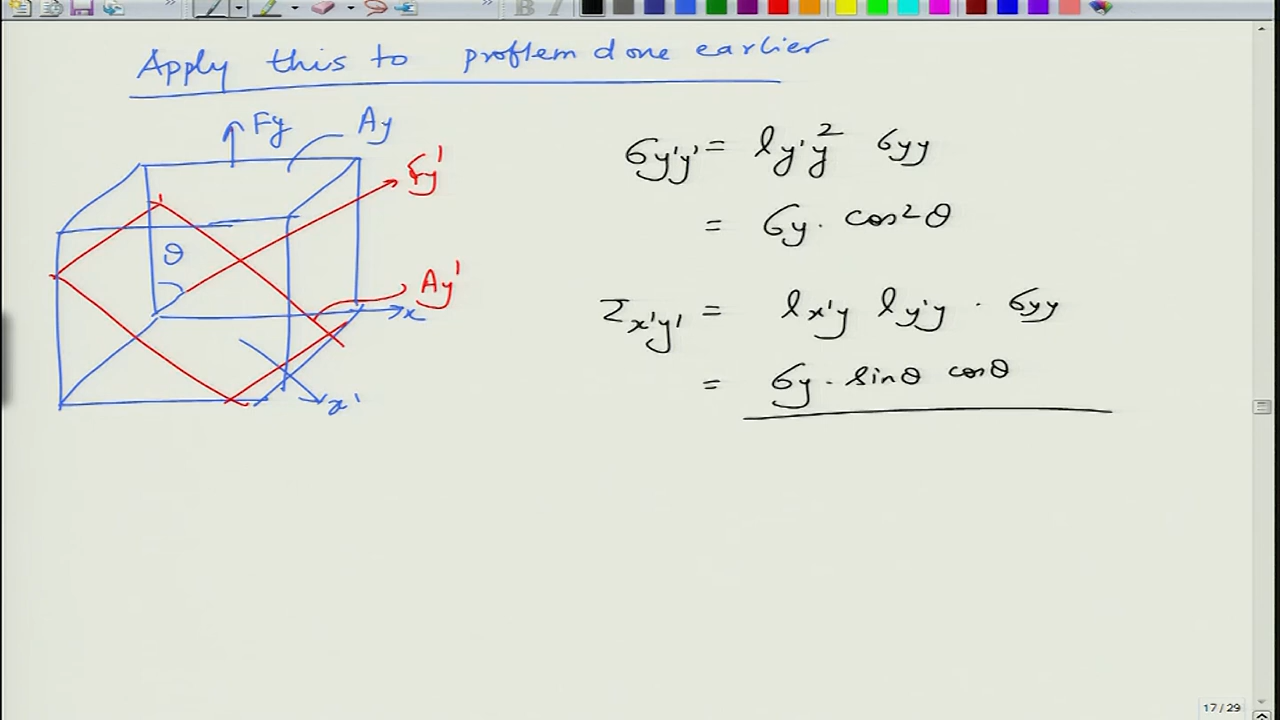 Apply this to problem done earlier
Fy
Ay
Fy'
θ
Ay'
x
x'
σy'y' = ly'y² σyy
= σy · cos²θ
τx'y' = lx'y ly'y · σyy
= σy · sinθ cosθ
17 / 29